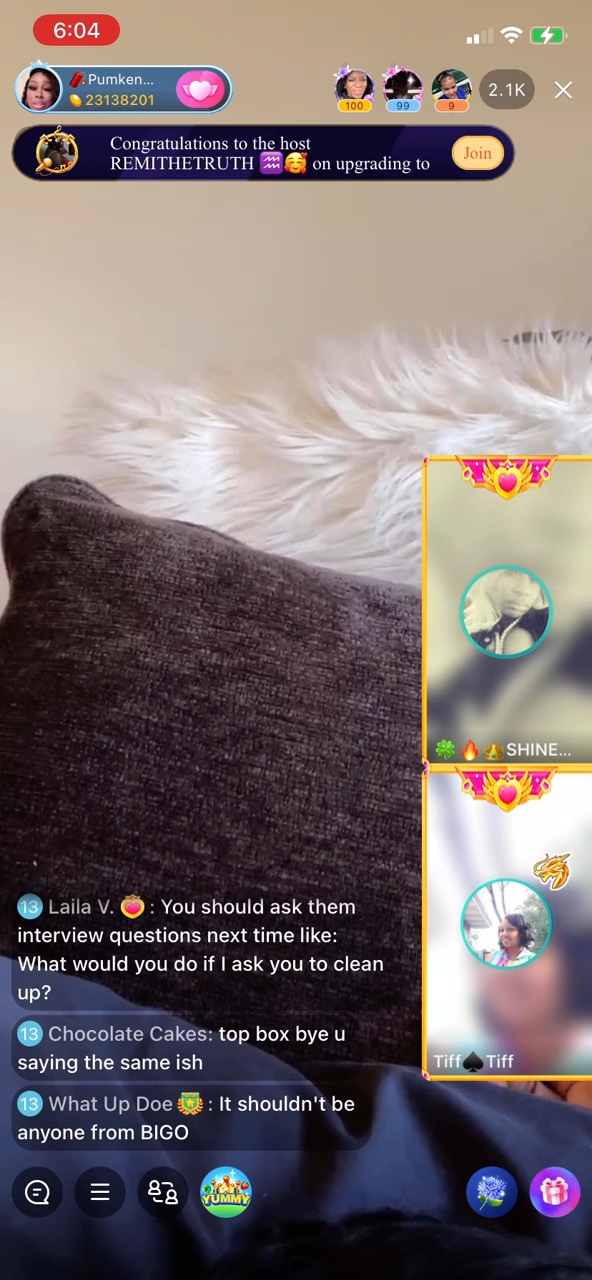 6:04
Pumken...
23138201
100
99
9
2.1K
Congratulations to the host
REMITHETRUTH ♒🥰 on upgrading to
Join
🍀🔥👑SHINE...
13 Laila V. : You should ask them
interview questions next time like:
What would you do if I ask you to clean
up?
13 Chocolate Cakes: top box bye u
saying the same ish
Tiff♠️Tiff
13 What Up Doe : It shouldn't be
anyone from BIGO
YUMMY